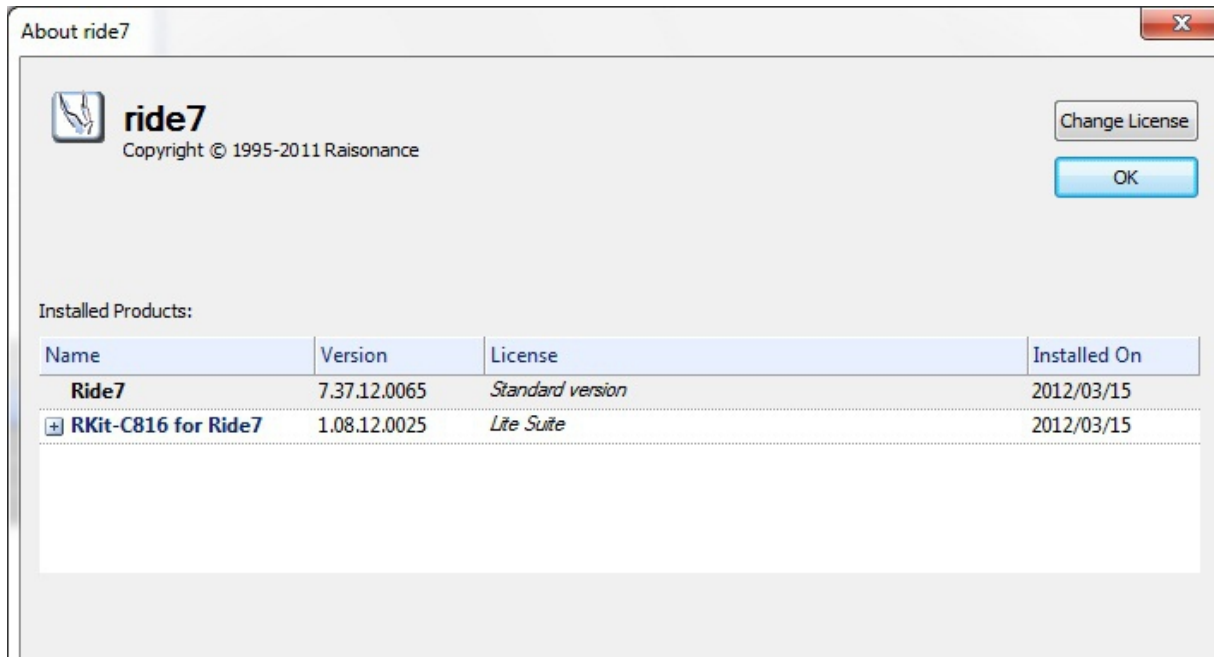 About ride7
ride7
Copyright © 1995-2011 Raisonance
Change License
OK
Installed Products:
Name Version License Installed On
Ride7 7.37.12.0065 Standard version 2012/03/15
RKit-C816 for Ride7 1.08.12.0025 Lite Suite 2012/03/15